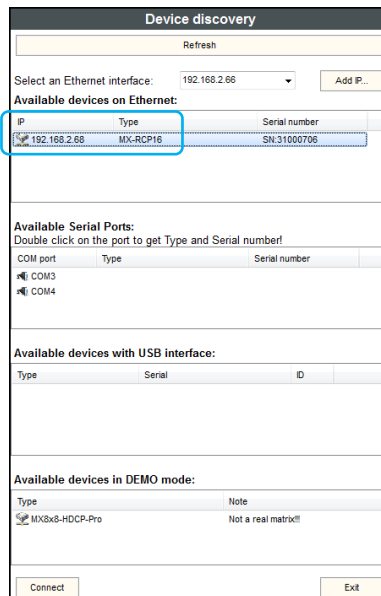 Device discovery
Refresh
Select an Ethernet interface: 192.168.2.66 Add IP...
Available devices on Ethernet:
IP Type Serial number
192.168.2.68 MX-RCP16 SN:31000706
Available Serial Ports:
Double click on the port to get Type and Serial number!
COM port Type Serial number
COM3
COM4
Available devices with USB interface:
Type Serial ID
Available devices in DEMO mode:
Type Note
MX8x8-HDCP-Pro Not a real matrix!!!
Connect Exit